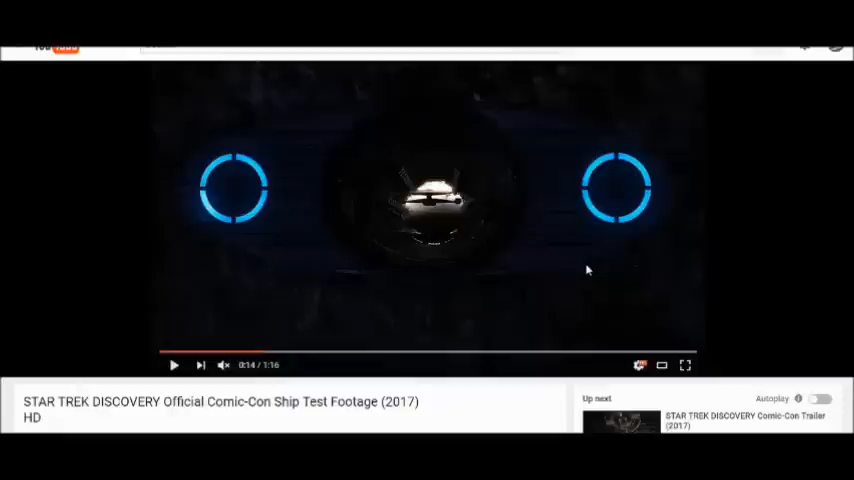 0:14 / 1:16
STAR TREK DISCOVERY Official Comic-Con Ship Test Footage (2017)
HD
Up next
Autoplay
STAR TREK DISCOVERY Comic-Con Trailer
(2017)